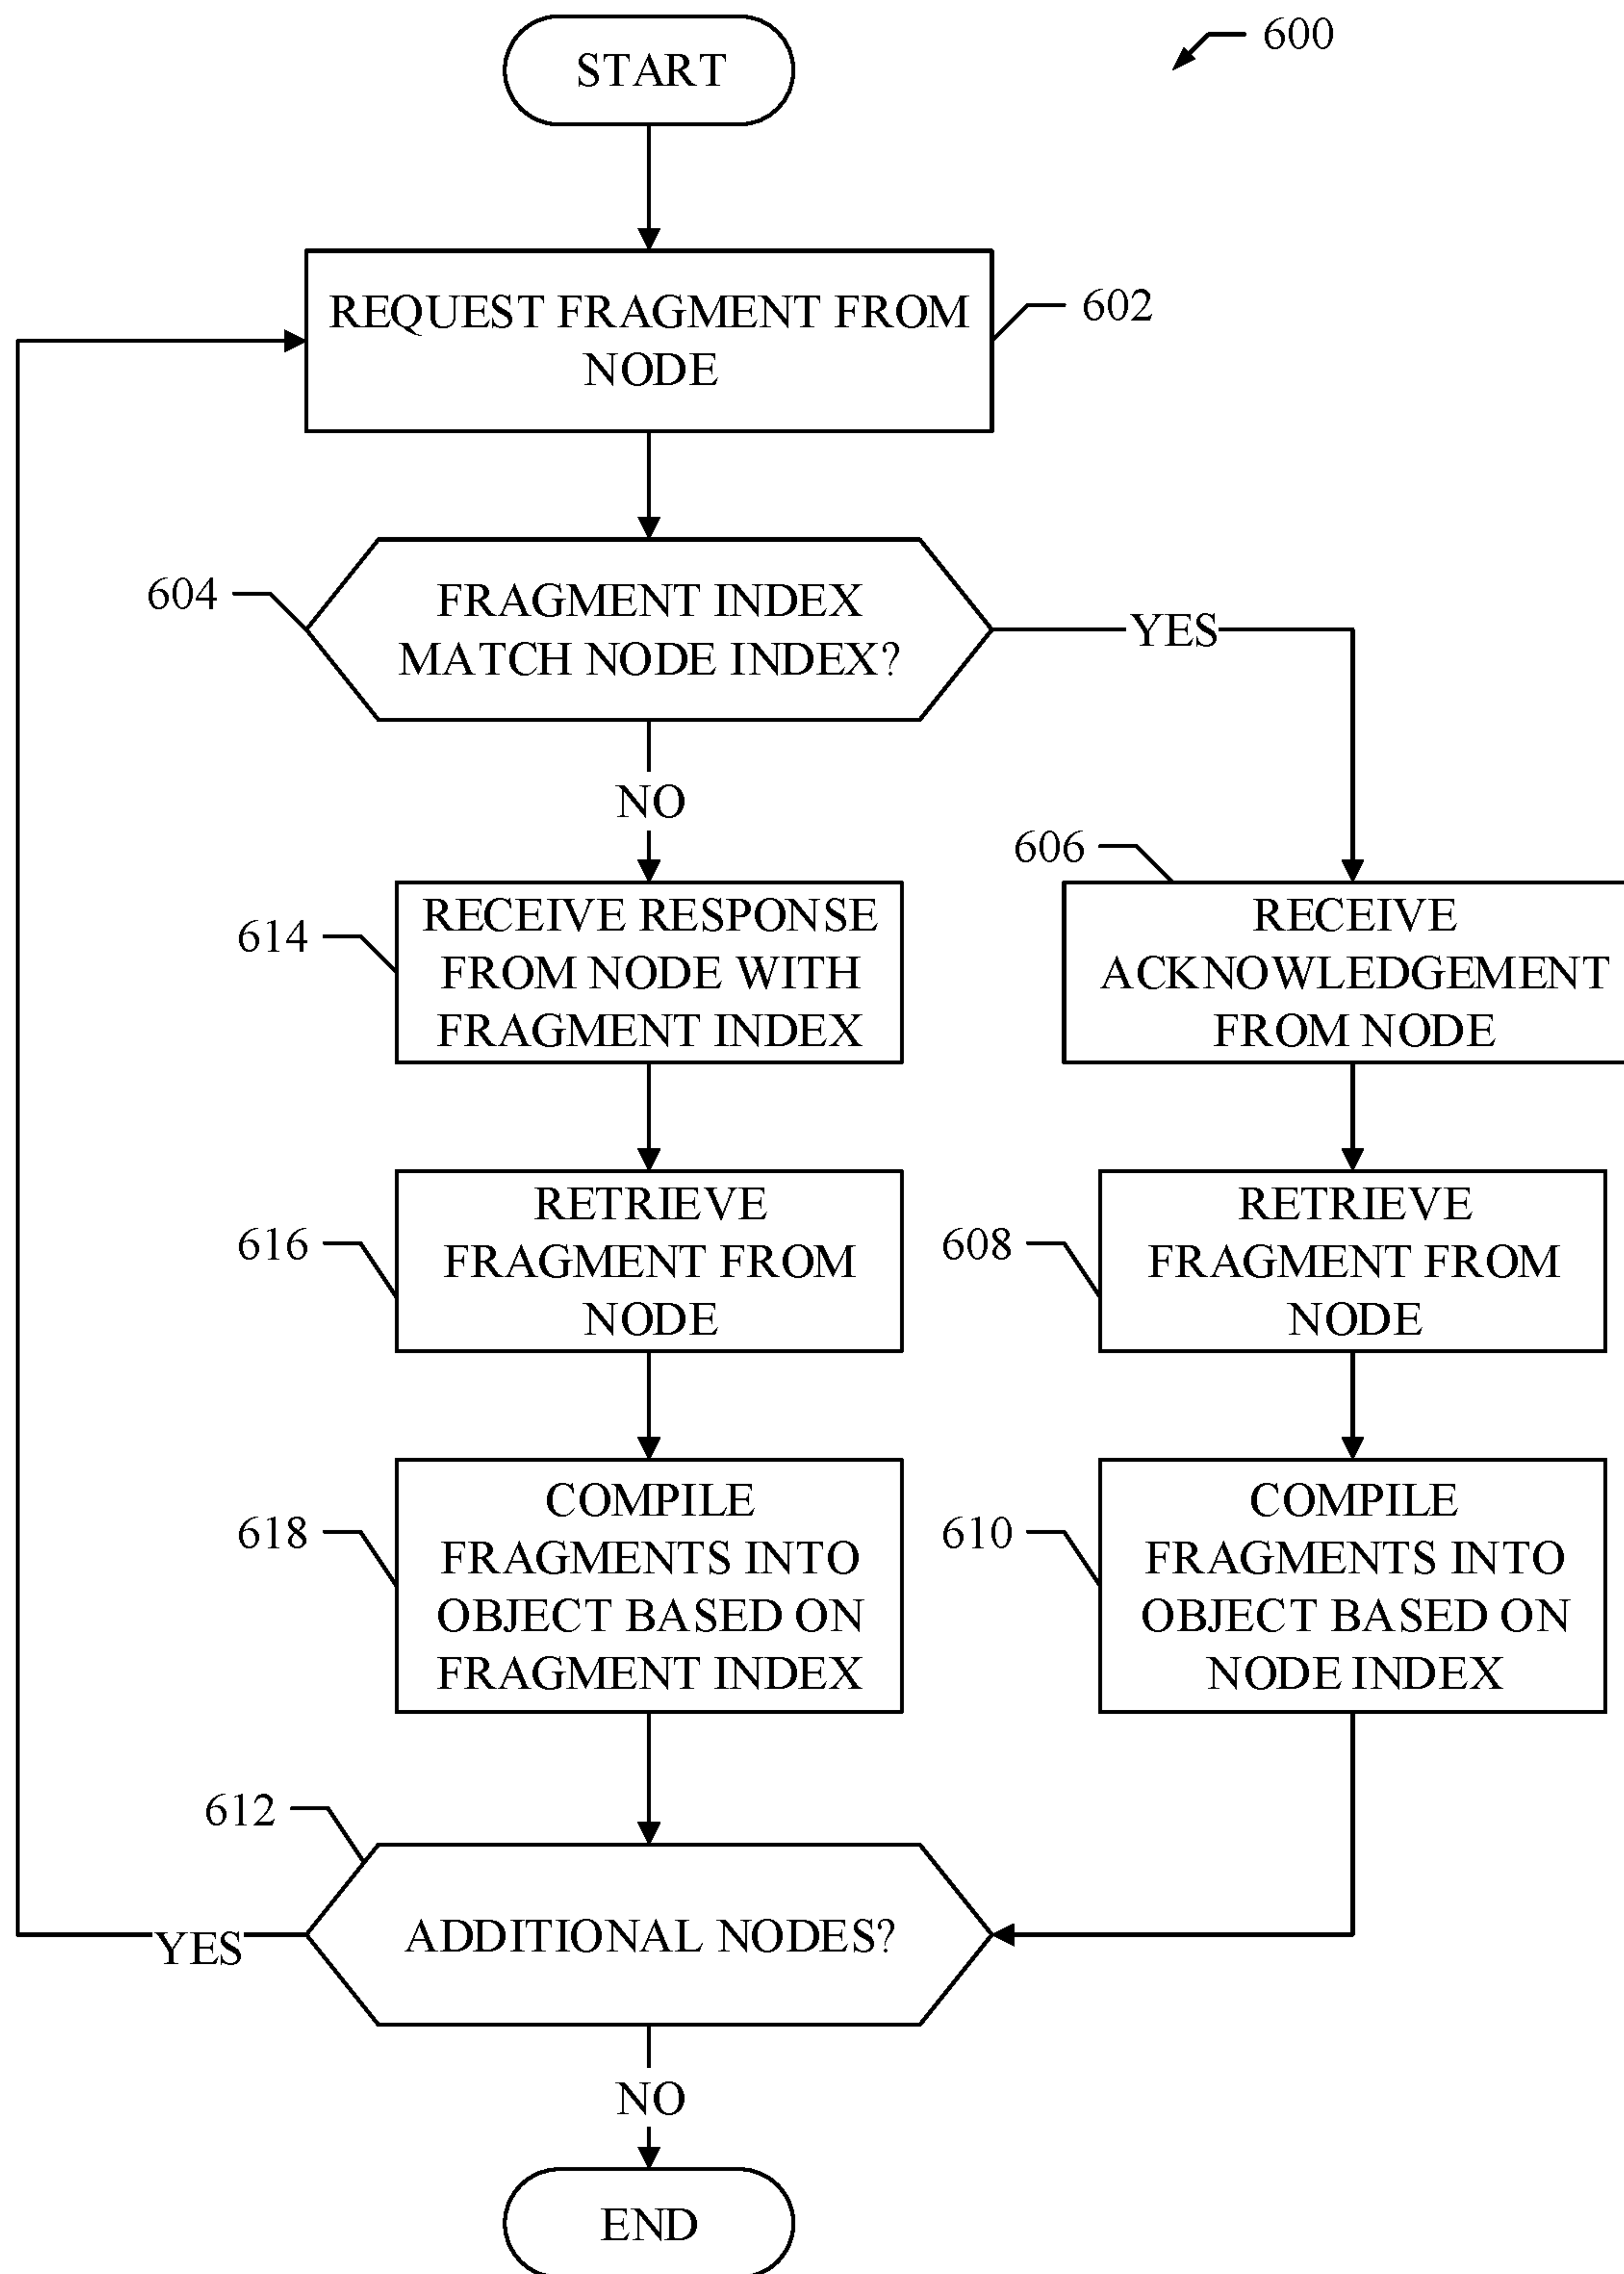 START
600
REQUEST FRAGMENT FROM
NODE
602
604
FRAGMENT INDEX
MATCH NODE INDEX?
YES
NO
614
RECEIVE RESPONSE
FROM NODE WITH
FRAGMENT INDEX
606
RECEIVE
ACKNOWLEDGEMENT
FROM NODE
616
RETRIEVE
FRAGMENT FROM
NODE
608
RETRIEVE
FRAGMENT FROM
NODE
618
COMPILE
FRAGMENTS INTO
OBJECT BASED ON
FRAGMENT INDEX
610
COMPILE
FRAGMENTS INTO
OBJECT BASED ON
NODE INDEX
612
ADDITIONAL NODES?
YES
NO
END